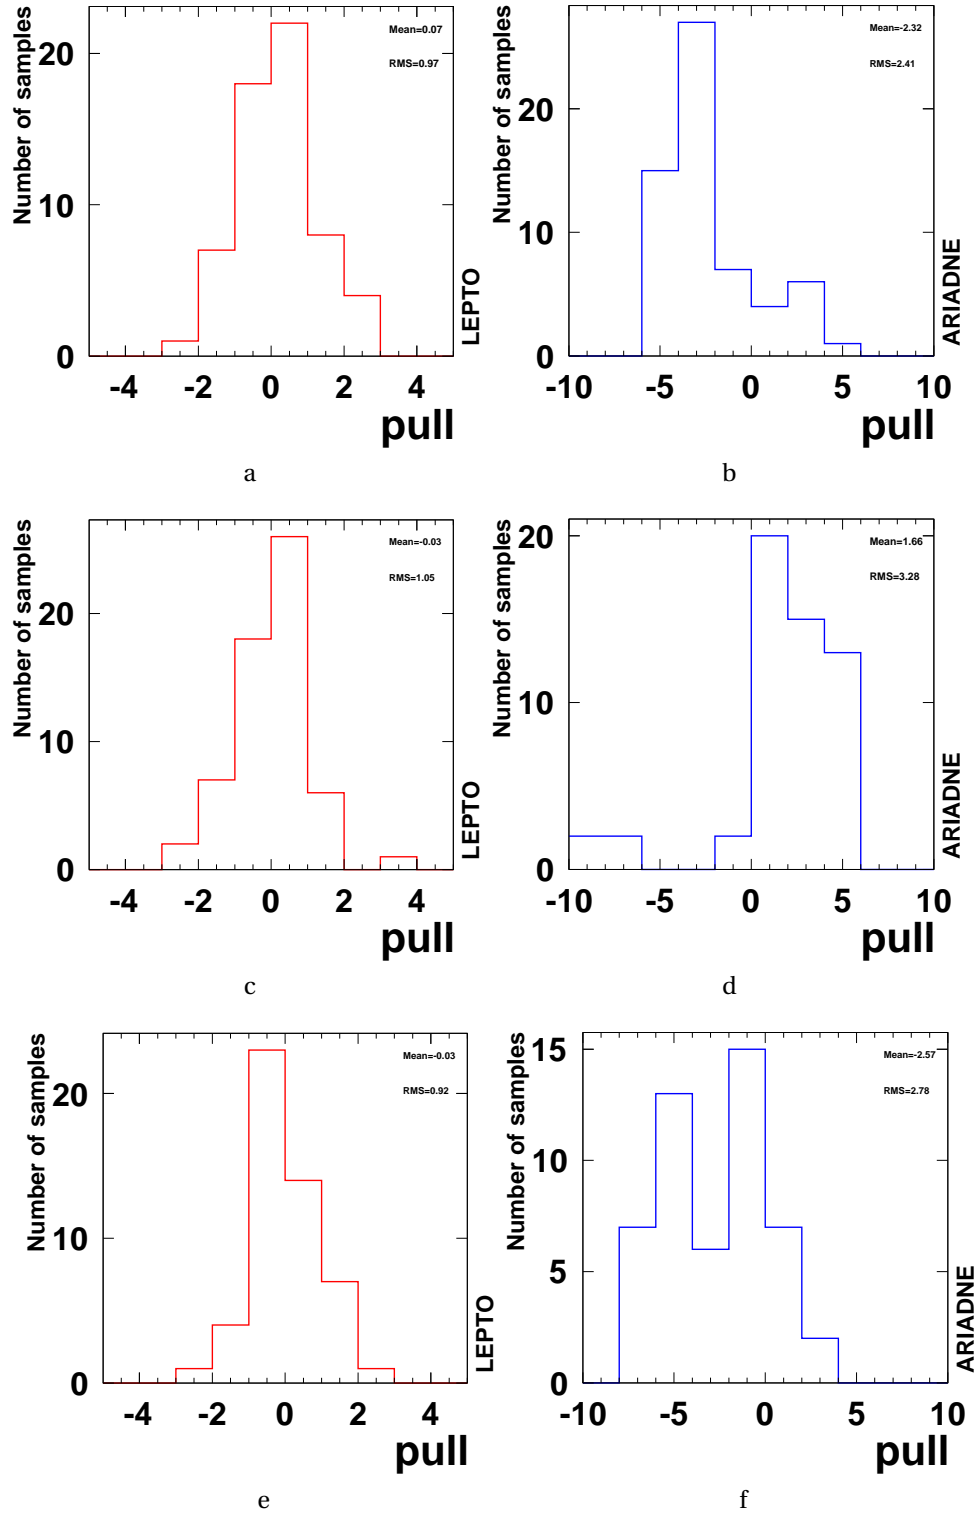 Number of samples
20
10
0
Mean=0.07
RMS=0.97
LEPTO
-4 -2 0 2 4
pull
a
Number of samples
20
10
0
Mean=-2.32
RMS=2.41
ARIADNE
-10 -5 0 5 10
pull
b
Number of samples
20
10
0
Mean=-0.03
RMS=1.05
LEPTO
-4 -2 0 2 4
pull
c
Number of samples
20
10
0
Mean=1.66
RMS=3.28
ARIADNE
-10 -5 0 5 10
pull
d
Number of samples
20
10
0
Mean=-0.03
RMS=0.92
LEPTO
-4 -2 0 2 4
pull
e
Number of samples
15
10
5
0
Mean=-2.57
RMS=2.78
ARIADNE
-10 -5 0 5 10
pull
f